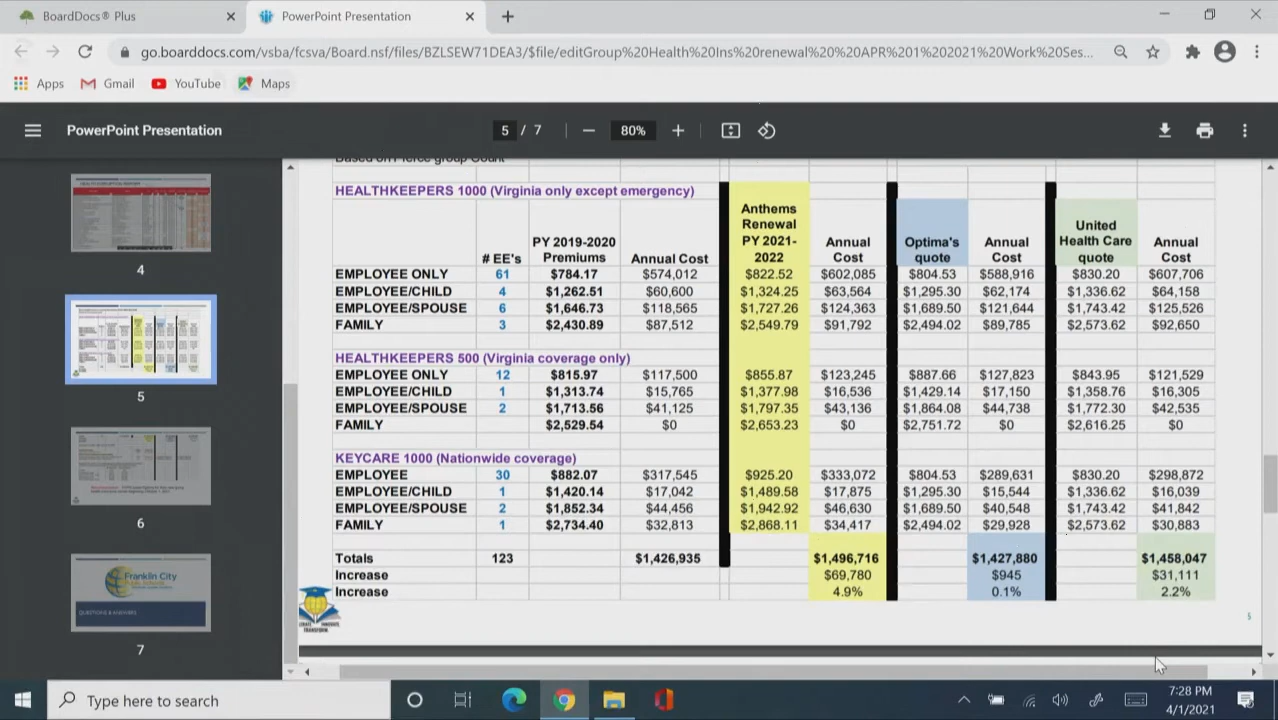 BoardDocs® Plus
PowerPoint Presentation
go.boarddocs.com/vsba/fcsva/Board.nsf/files/BZLSEW71DEA3/$file/editGroup%20Health%20Ins%20renewal%20%20APR%201%202021%20Work%20Ses...
Apps Gmail YouTube Maps
PowerPoint Presentation 5 / 7 80%
Based on Pierce group Count
HEALTHKEEPERS 1000 (Virginia only except emergency)
# EE's PY 2019-2020 Premiums Annual Cost Anthems Renewal PY 2021-2022 Annual Cost Optima's quote Annual Cost United Health Care quote Annual Cost
EMPLOYEE ONLY 61 $784.17 $574,012 $822.52 $602,085 $804.53 $588,916 $830.20 $607,706
EMPLOYEE/CHILD 4 $1,262.51 $60,600 $1,324.25 $63,564 $1,295.30 $62,174 $1,336.62 $64,158
EMPLOYEE/SPOUSE 6 $1,646.73 $118,565 $1,727.26 $124,363 $1,689.50 $121,644 $1,743.42 $125,526
FAMILY 3 $2,430.89 $87,512 $2,549.79 $91,792 $2,494.02 $89,785 $2,573.62 $92,650
HEALTHKEEPERS 500 (Virginia coverage only)
EMPLOYEE ONLY 12 $815.97 $117,500 $855.87 $123,245 $887.66 $127,823 $843.95 $121,529
EMPLOYEE/CHILD 1 $1,313.74 $15,765 $1,377.98 $16,536 $1,429.14 $17,150 $1,358.76 $16,305
EMPLOYEE/SPOUSE 2 $1,713.56 $41,125 $1,797.35 $43,136 $1,864.08 $44,738 $1,772.30 $42,535
FAMILY $2,529.54 $0 $2,653.23 $0 $2,751.72 $0 $2,616.25 $0
KEYCARE 1000 (Nationwide coverage)
EMPLOYEE 30 $882.07 $317,545 $925.20 $333,072 $804.53 $289,631 $830.20 $298,872
EMPLOYEE/CHILD 1 $1,420.14 $17,042 $1,489.58 $17,875 $1,295.30 $15,544 $1,336.62 $16,039
EMPLOYEE/SPOUSE 2 $1,852.34 $44,456 $1,942.92 $46,630 $1,689.50 $40,548 $1,743.42 $41,842
FAMILY 1 $2,734.40 $32,813 $2,868.11 $34,417 $2,494.02 $29,928 $2,573.62 $30,883
Totals 123 $1,426,935 $1,496,716 $1,427,880 $1,458,047
Increase $69,780 $945 $31,111
Increase 4.9% 0.1% 2.2%
TRANSFORM
5
4
5
6
Franklin City
Public Schools
QUESTIONS & ANSWERS
7
Type here to search
7:28 PM
4/1/2021